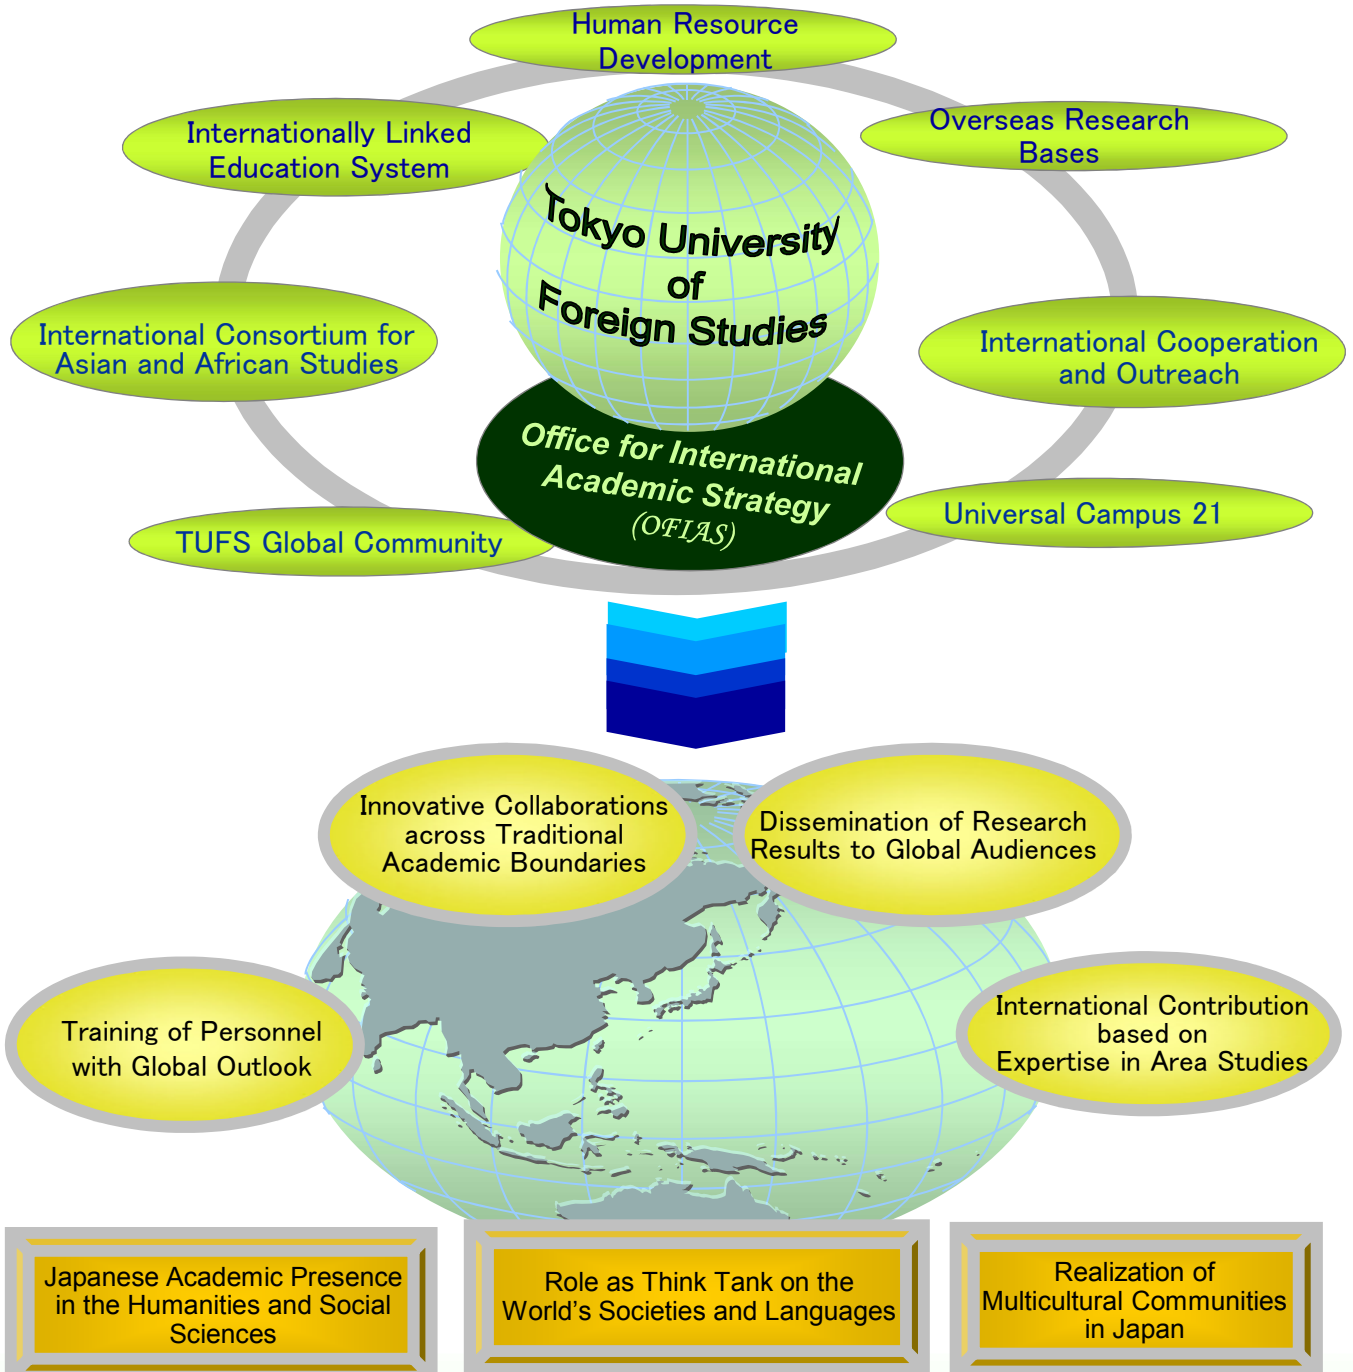 Human Resource
Development
Internationally Linked
Education System
Overseas Research
Bases
Tokyo University
of
Foreign Studies
International Consortium for
Asian and African Studies
International Cooperation
and Outreach
Office for International
Academic Strategy
(OFIAS)
TUFS Global Community
Universal Campus 21
Innovative Collaborations
across Traditional
Academic Boundaries
Dissemination of Research
Results to Global Audiences
Training of Personnel
with Global Outlook
International Contribution
based on
Expertise in Area Studies
Japanese Academic Presence
in the Humanities and Social
Sciences
Role as Think Tank on the
World's Societies and Languages
Realization of
Multicultural Communities
in Japan